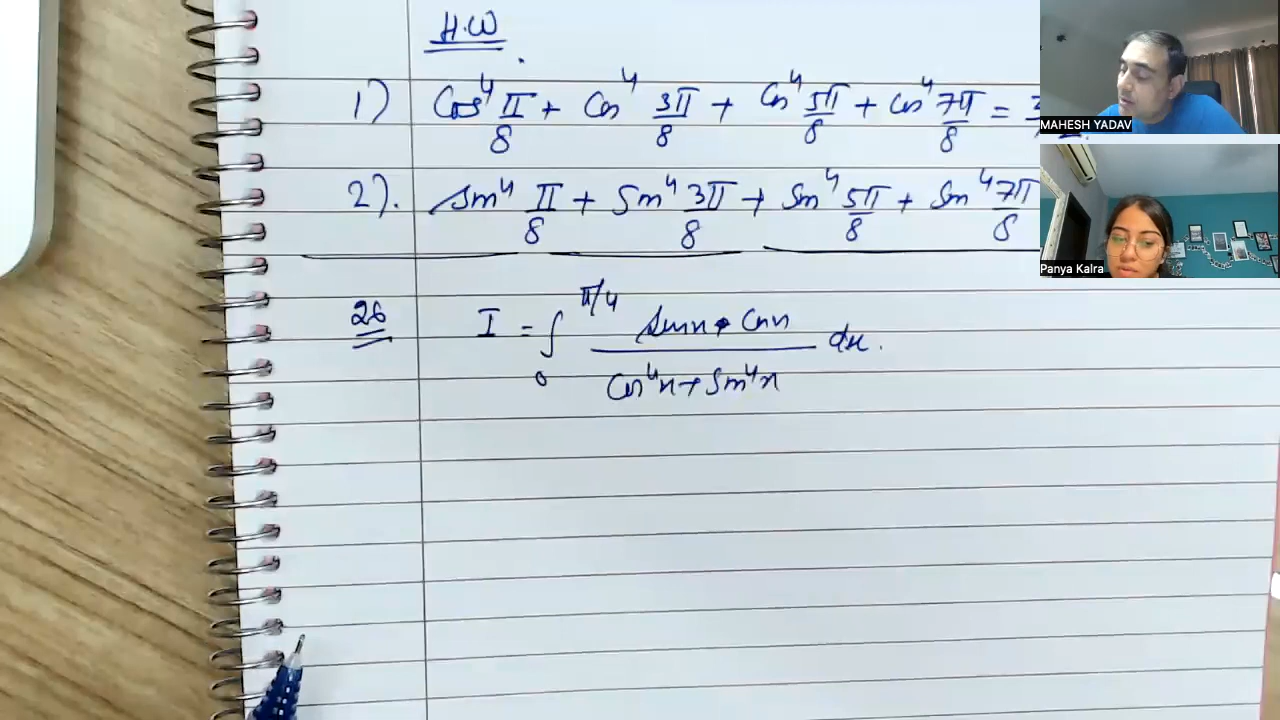 H.W.
1) Cos⁴ π/8 + Cos⁴ 3π/8 + Cos⁴ 5π/8 + Cos⁴ 7π/8 =
2). Sin⁴ π/8 + Sin⁴ 3π/8 + Sin⁴ 5π/8 + Sin⁴ 7π/8
26 I = ∫₀^π/4 Sinx • Cosx / Cos⁴x + Sin⁴x dx.
MAHESH YADAV
Panya Kalra